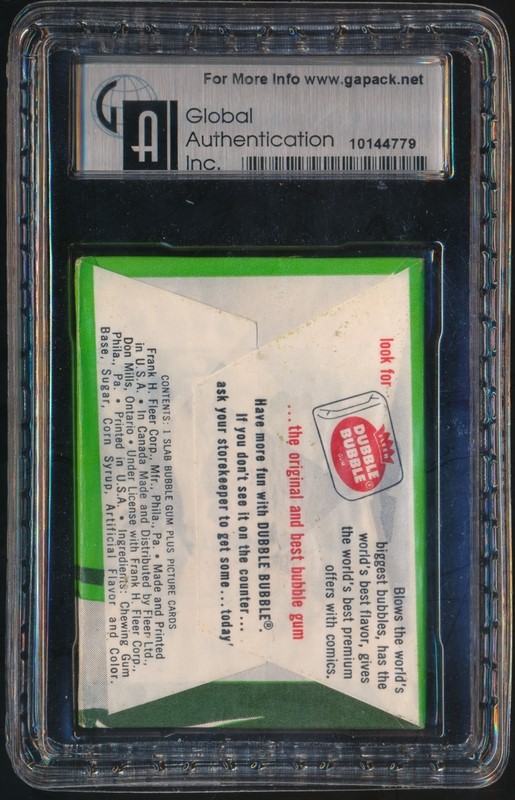 For More Info www.gapack.net
GA
Global
Authentication
Inc.
10144779
look for...
FLEER
DUBBLE
BUBBLE
GUM
Blows the world's
biggest bubbles, has the
world's best flavor, gives
the world's best premium
offers with comics.
...the original and best bubble gum
Have more fun with DUBBLE BUBBLE®.
If you don't see it on the counter...
ask your storekeeper to get some...today
CONTENTS: 1 SLAB BUBBLE GUM PLUS PICTURE CARDS
Frank H. Fleer Corp., Mfr., Phila., Pa. • Made and Printed
in U.S.A. • In Canada Made and Distributed by Fleer Ltd.,
Don Mills, Ontario • Under License with Frank H. Fleer Corp.,
Phila., Pa. • Printed in U.S.A. • Ingredients: Chewing Gum
Base, Sugar, Corn Syrup, Artificial Flavor and Color.